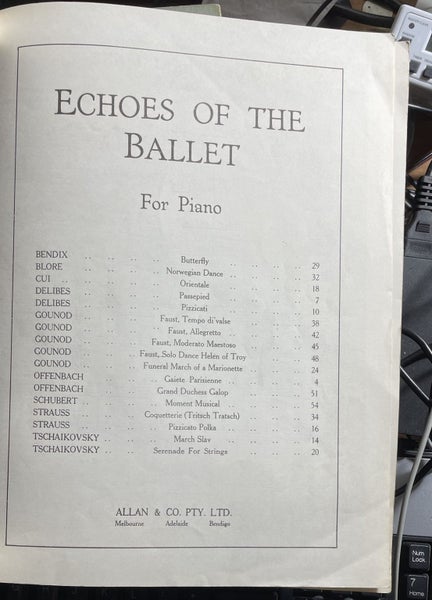 ECHOES OF THE
BALLET
For Piano
BENDIX .. .. .. .. Butterfly .. .. .. .. 29
BLORE .. .. .. .. Norwegian Dance .. .. .. .. 32
CUI .. .. .. .. Orientale .. .. .. .. 18
DELIBES .. .. .. .. Passepied .. .. .. .. 7
DELIBES .. .. .. .. Pizzicati .. .. .. .. 10
GOUNOD .. .. .. Faust, Tempo di valse .. .. .. 38
GOUNOD .. .. .. Faust, Allegretto .. .. .. 42
GOUNOD .. .. .. Faust, Moderato Maestoso .. .. .. 45
GOUNOD .. .. Faust, Solo Dance Helen of Troy .. .. 48
GOUNOD .. .. Funeral March of a Marionette .. .. 24
OFFENBACH .. .. .. Gaiete Parisienne .. .. .. 4
OFFENBACH .. .. .. Grand Duchess Galop .. .. .. 51
SCHUBERT .. .. .. Moment Musical .. .. .. .. 54
STRAUSS .. .. .. Coquetterie (Tritsch Tratsch) .. .. .. 34
STRAUSS .. .. .. .. Pizzicato Polka .. .. .. .. 16
TSCHAIKOVSKY .. .. .. March Slav .. .. .. .. 14
TSCHAIKOVSKY .. .. .. Serenade For Strings .. .. .. 20
ALLAN & CO. PTY. LTD.
Melbourne Adelaide Bendigo
Num
Lock
7
Home